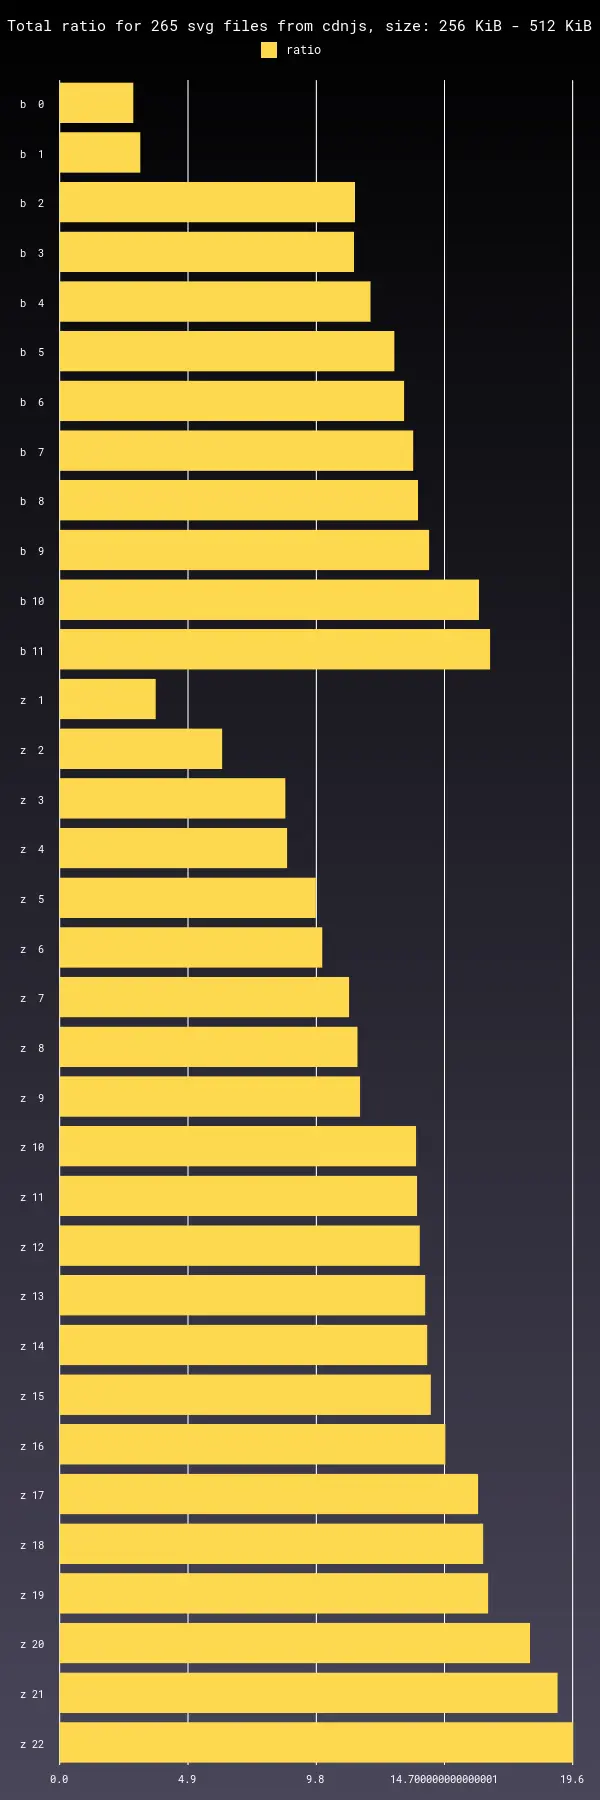 Total ratio for 265 svg files from cdnjs, size: 256 KiB - 512 KiB
ratio
b 0
b 1
b 2
b 3
b 4
b 5
b 6
b 7
b 8
b 9
b 10
b 11
z 1
z 2
z 3
z 4
z 5
z 6
z 7
z 8
z 9
z 10
z 11
z 12
z 13
z 14
z 15
z 16
z 17
z 18
z 19
z 20
z 21
z 22
0.0 4.9 9.8 14.700000000000001 19.6